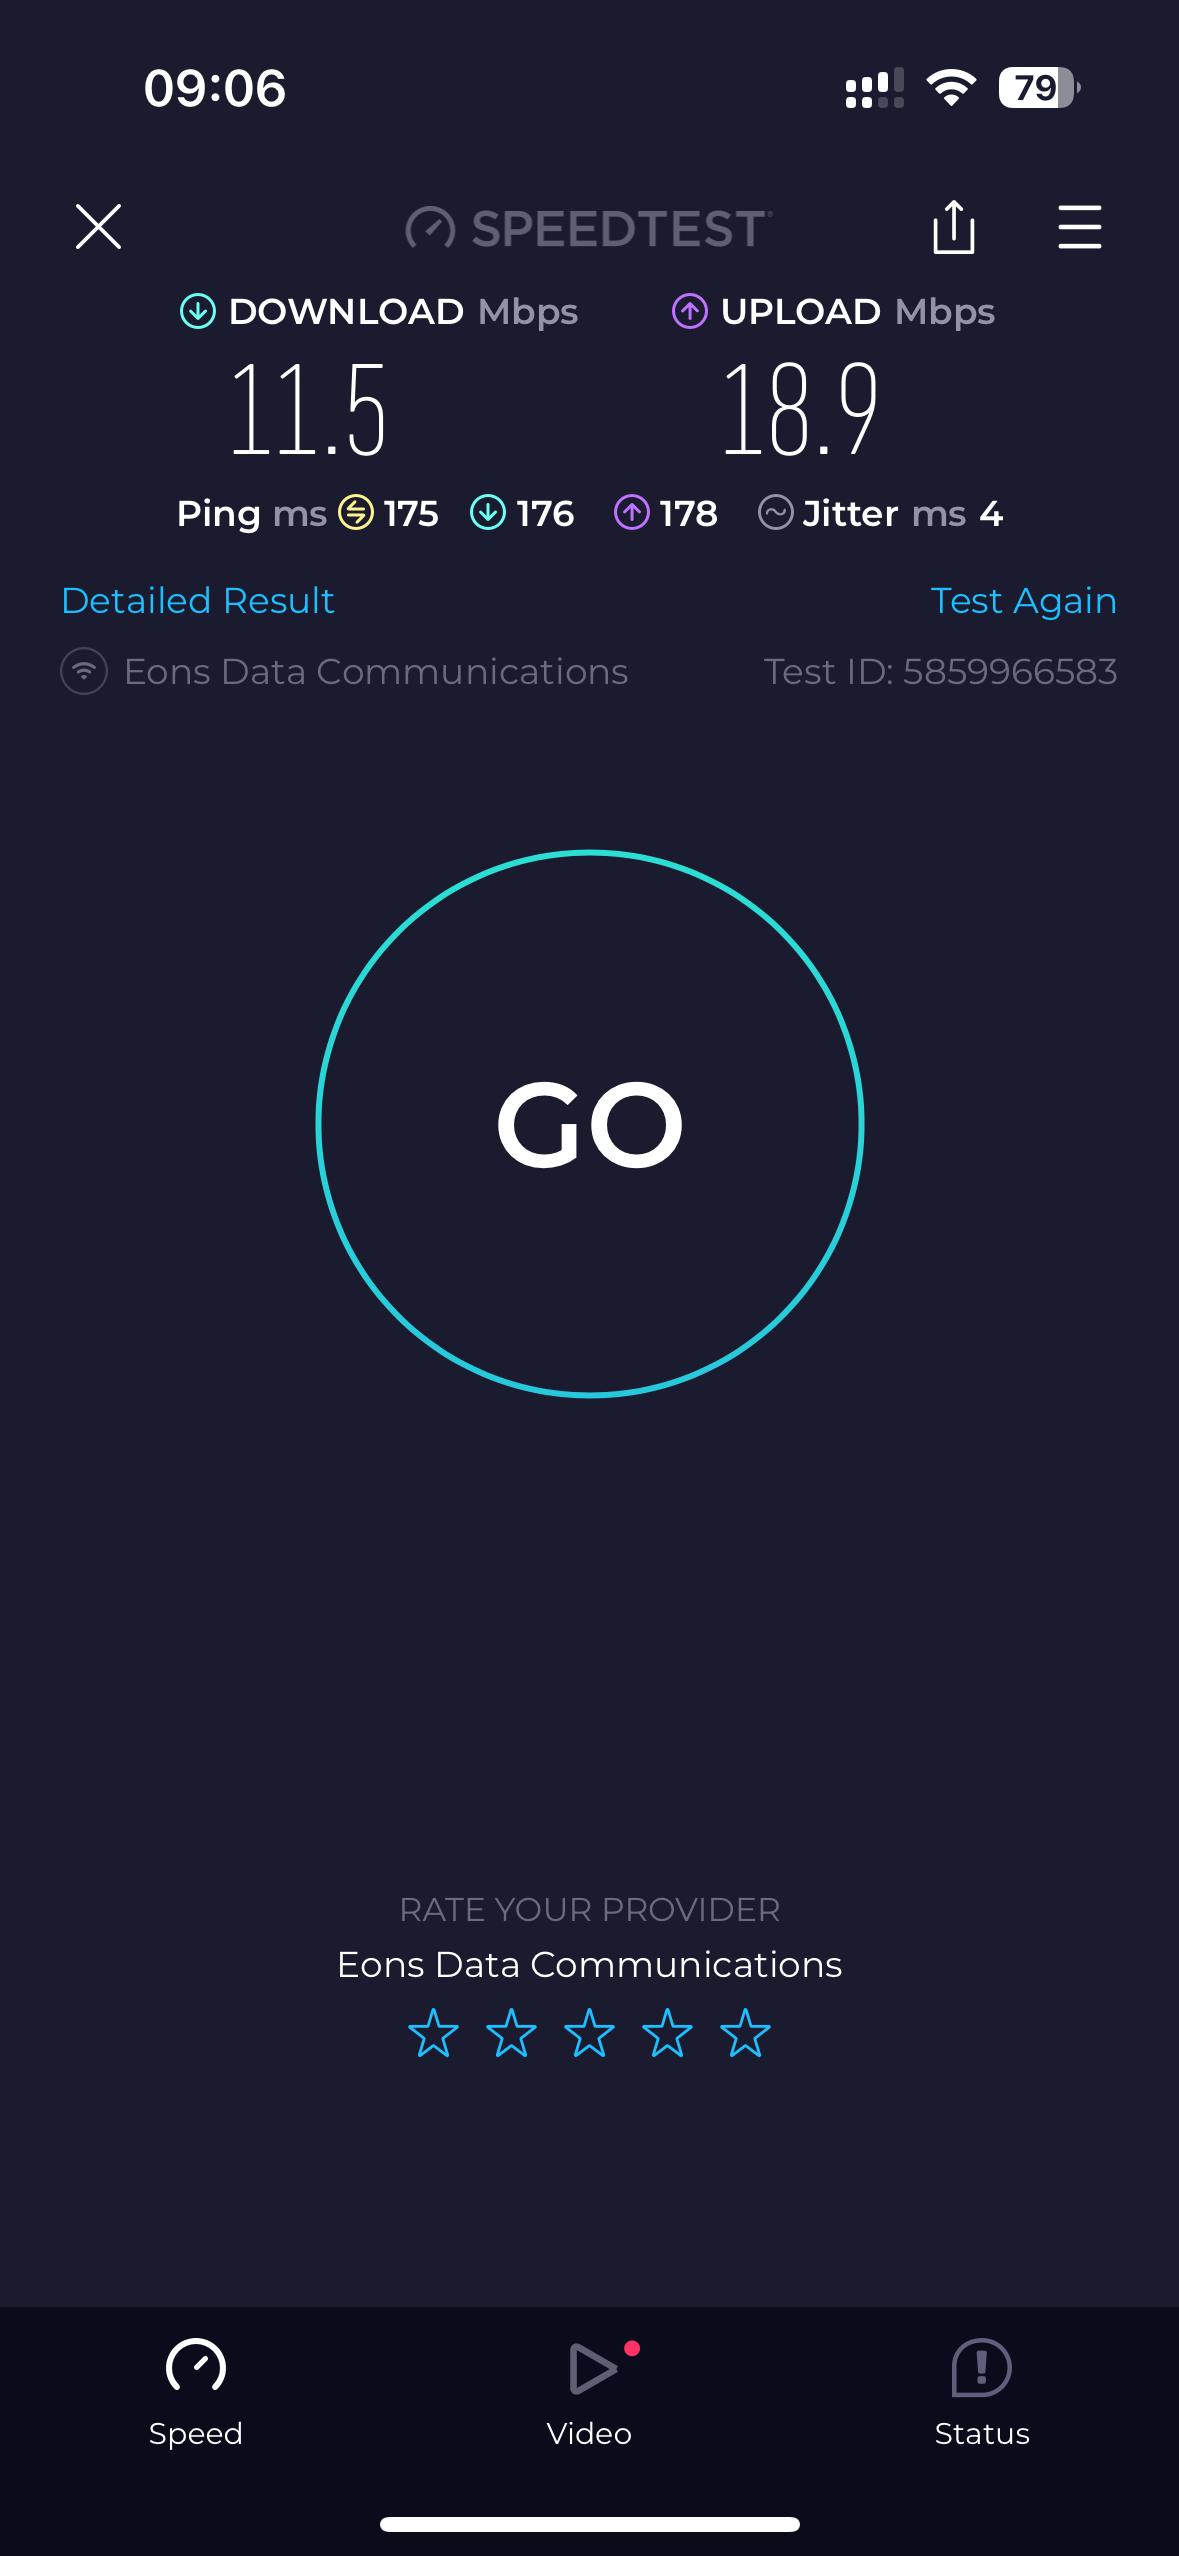 09:06 79
SPEEDTEST
DOWNLOAD Mbps UPLOAD Mbps
11.5 18.9
Ping ms 175 176 178 Jitter ms 4
Detailed Result Test Again
Eons Data Communications Test ID: 5859966583
GO
RATE YOUR PROVIDER
Eons Data Communications
Speed Video Status